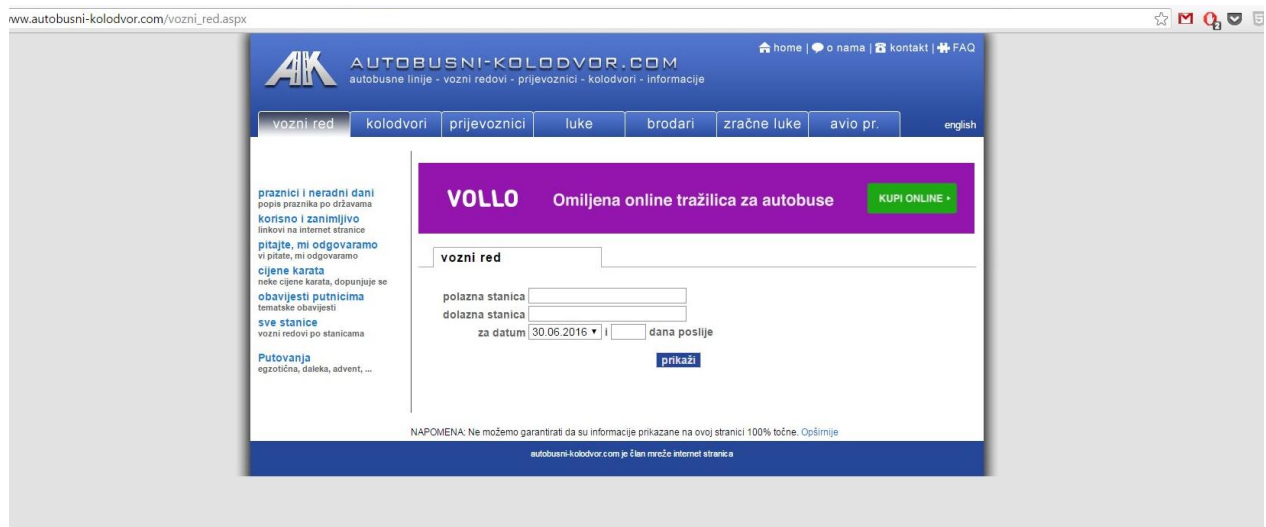 www.autobusni-kolodvor.com/vozni_red.aspx
2
home | o nama | kontakt | FAQ
AK
AUTOBUSNI-KOLODVOR.COM
autobusne linije - vozni redovi - prijevoznici - kolodvori - informacije
vozni red kolodvori prijevoznici luke brodari zračne luke avio pr. english
praznici i neradni dani
popis praznika po državama
korisno i zanimljivo
linkovi na internet stranice
pitajte, mi odgovaramo
vi pitate, mi odgovaramo
cijene karata
neke cijene karata, dopunjuje se
obavijesti putnicima
tematske obavijesti
sve stanice
vozni redovi po stanicama
Putovanja
egzotična, daleka, advent, ...
VOLLO Omiljena online tražilica za autobuse KUPI ONLINE
vozni red
polazna stanica
dolazna stanica
za datum 30.06.2016 i dana poslije
prikaži
NAPOMENA: Ne možemo garantirati da su informacije prikazane na ovoj stranici 100% točne. Opširnije
autobusni-kolodvor.com je član mreže internet stranica